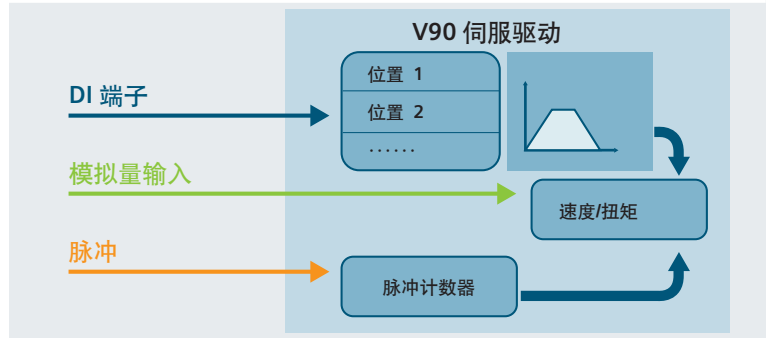 V90 伺服驱动
DI 端子
位置 1
位置 2
......
模拟量输入
速度/扭矩
脉冲
脉冲计数器